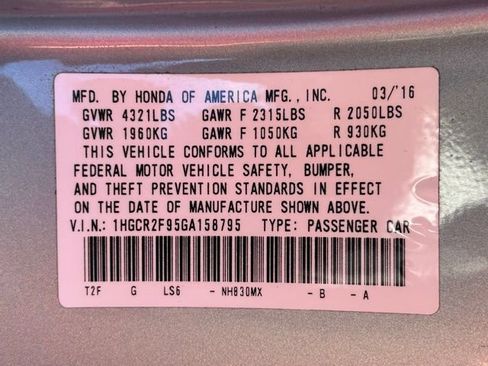 MFD. BY HONDA OF AMERICA MFG., INC. 03/'16
GVWR 4321LBS GAWR F 2315LBS R 2050LBS
GVWR 1960KG GAWR F 1050KG R 930KG
THIS VEHICLE CONFORMS TO ALL APPLICABLE
FEDERAL MOTOR VEHICLE SAFETY, BUMPER,
AND THEFT PREVENTION STANDARDS IN EFFECT
ON THE DATE OF MANUFACTURE SHOWN ABOVE.
V.I.N.: 1HGCR2F95GA158795 TYPE: PASSENGER CAR
T2F G LS6 - NH830MX - B - A